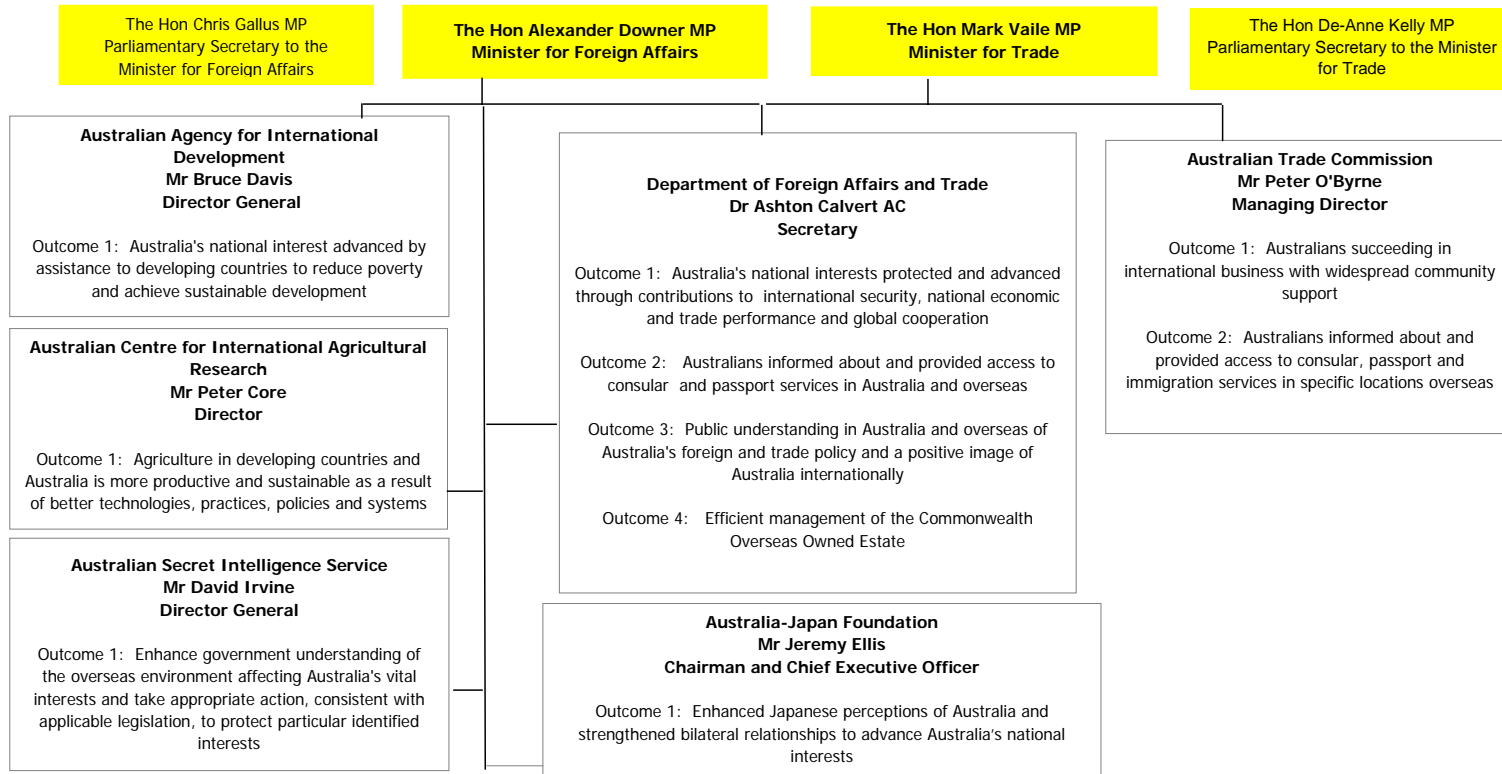 The Hon Chris Gallus MP
Parliamentary Secretary to the
Minister for Foreign Affairs
The Hon Alexander Downer MP
Minister for Foreign Affairs
The Hon Mark Vaile MP
Minister for Trade
The Hon De-Anne Kelly MP
Parliamentary Secretary to the Minister
for Trade
Australian Agency for International
Development
Mr Bruce Davis
Director General
Outcome 1: Australia's national interest advanced by
assistance to developing countries to reduce poverty
and achieve sustainable development
Australian Centre for International Agricultural
Research
Mr Peter Core
Director
Outcome 1: Agriculture in developing countries and
Australia is more productive and sustainable as a result
of better technologies, practices, policies and systems
Australian Secret Intelligence Service
Mr David Irvine
Director General
Outcome 1: Enhance government understanding of
the overseas environment affecting Australia's vital
interests and take appropriate action, consistent with
applicable legislation, to protect particular identified
interests
Department of Foreign Affairs and Trade
Dr Ashton Calvert AC
Secretary
Outcome 1: Australia's national interests protected and advanced
through contributions to international security, national economic
and trade performance and global cooperation
Outcome 2: Australians informed about and provided access to
consular and passport services in Australia and overseas
Outcome 3: Public understanding in Australia and overseas of
Australia's foreign and trade policy and a positive image of
Australia internationally
Outcome 4: Efficient management of the Commonwealth
Overseas Owned Estate
Australia-Japan Foundation
Mr Jeremy Ellis
Chairman and Chief Executive Officer
Outcome 1: Enhanced Japanese perceptions of Australia and
strengthened bilateral relationships to advance Australia's national
interests
Australian Trade Commission
Mr Peter O'Byrne
Managing Director
Outcome 1: Australians succeeding in
international business with widespread community
support
Outcome 2: Australians informed about and
provided access to consular, passport and
immigration services in specific locations overseas